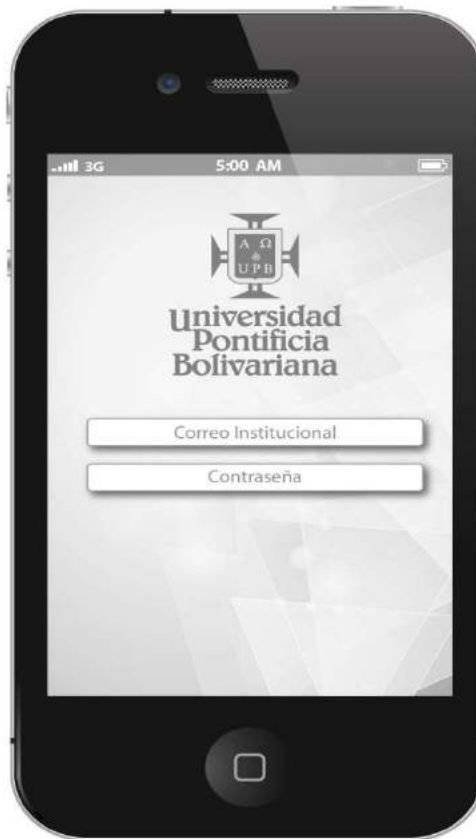 3G 5:00 AM
Α Ω
&
UPB
Universidad
Pontificia
Bolivariana
Correo Institucional
Contraseña